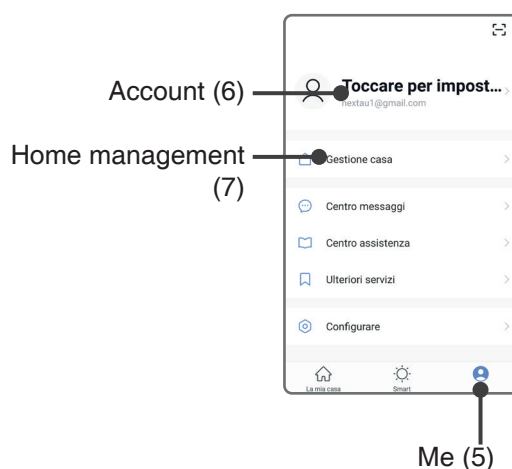 Account (6)
Toccare per impost...
nextau1@gmail.com
Home management
(7)
Gestione casa
Centro messaggi
Centro assistenza
Ulteriori servizi
Configurare
La mia casa
Smart
Me (5)